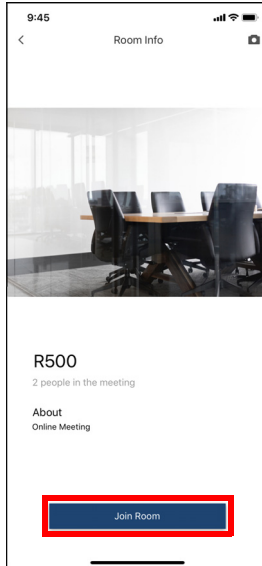 9:45
Room Info
R500
2 people in the meeting
About
Online Meeting
Join Room